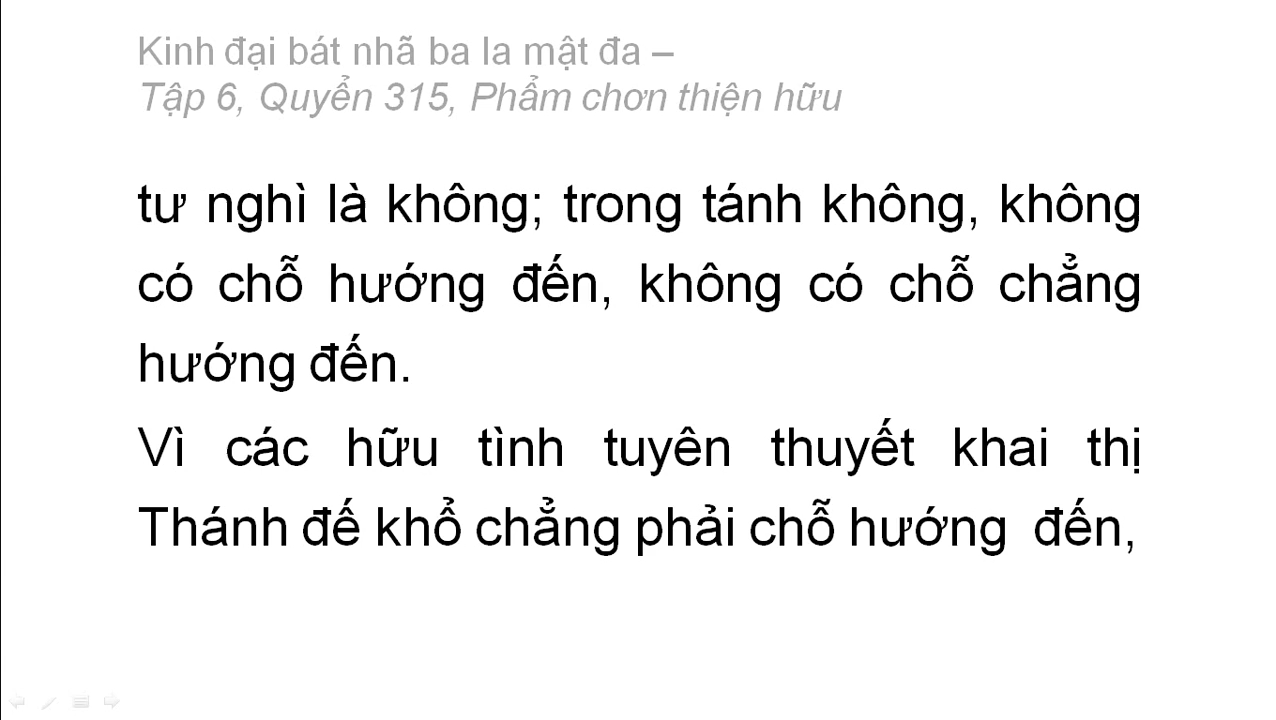 Kinh đại bát nhã ba la mật đa –
Tập 6, Quyển 315, Phẩm chơn thiện hữu
tư nghì là không; trong tánh không, không
có chỗ hướng đến, không có chỗ chẳng
hướng đến.
Vì các hữu tình tuyên thuyết khai thị
Thánh đế khổ chẳng phải chỗ hướng đến,